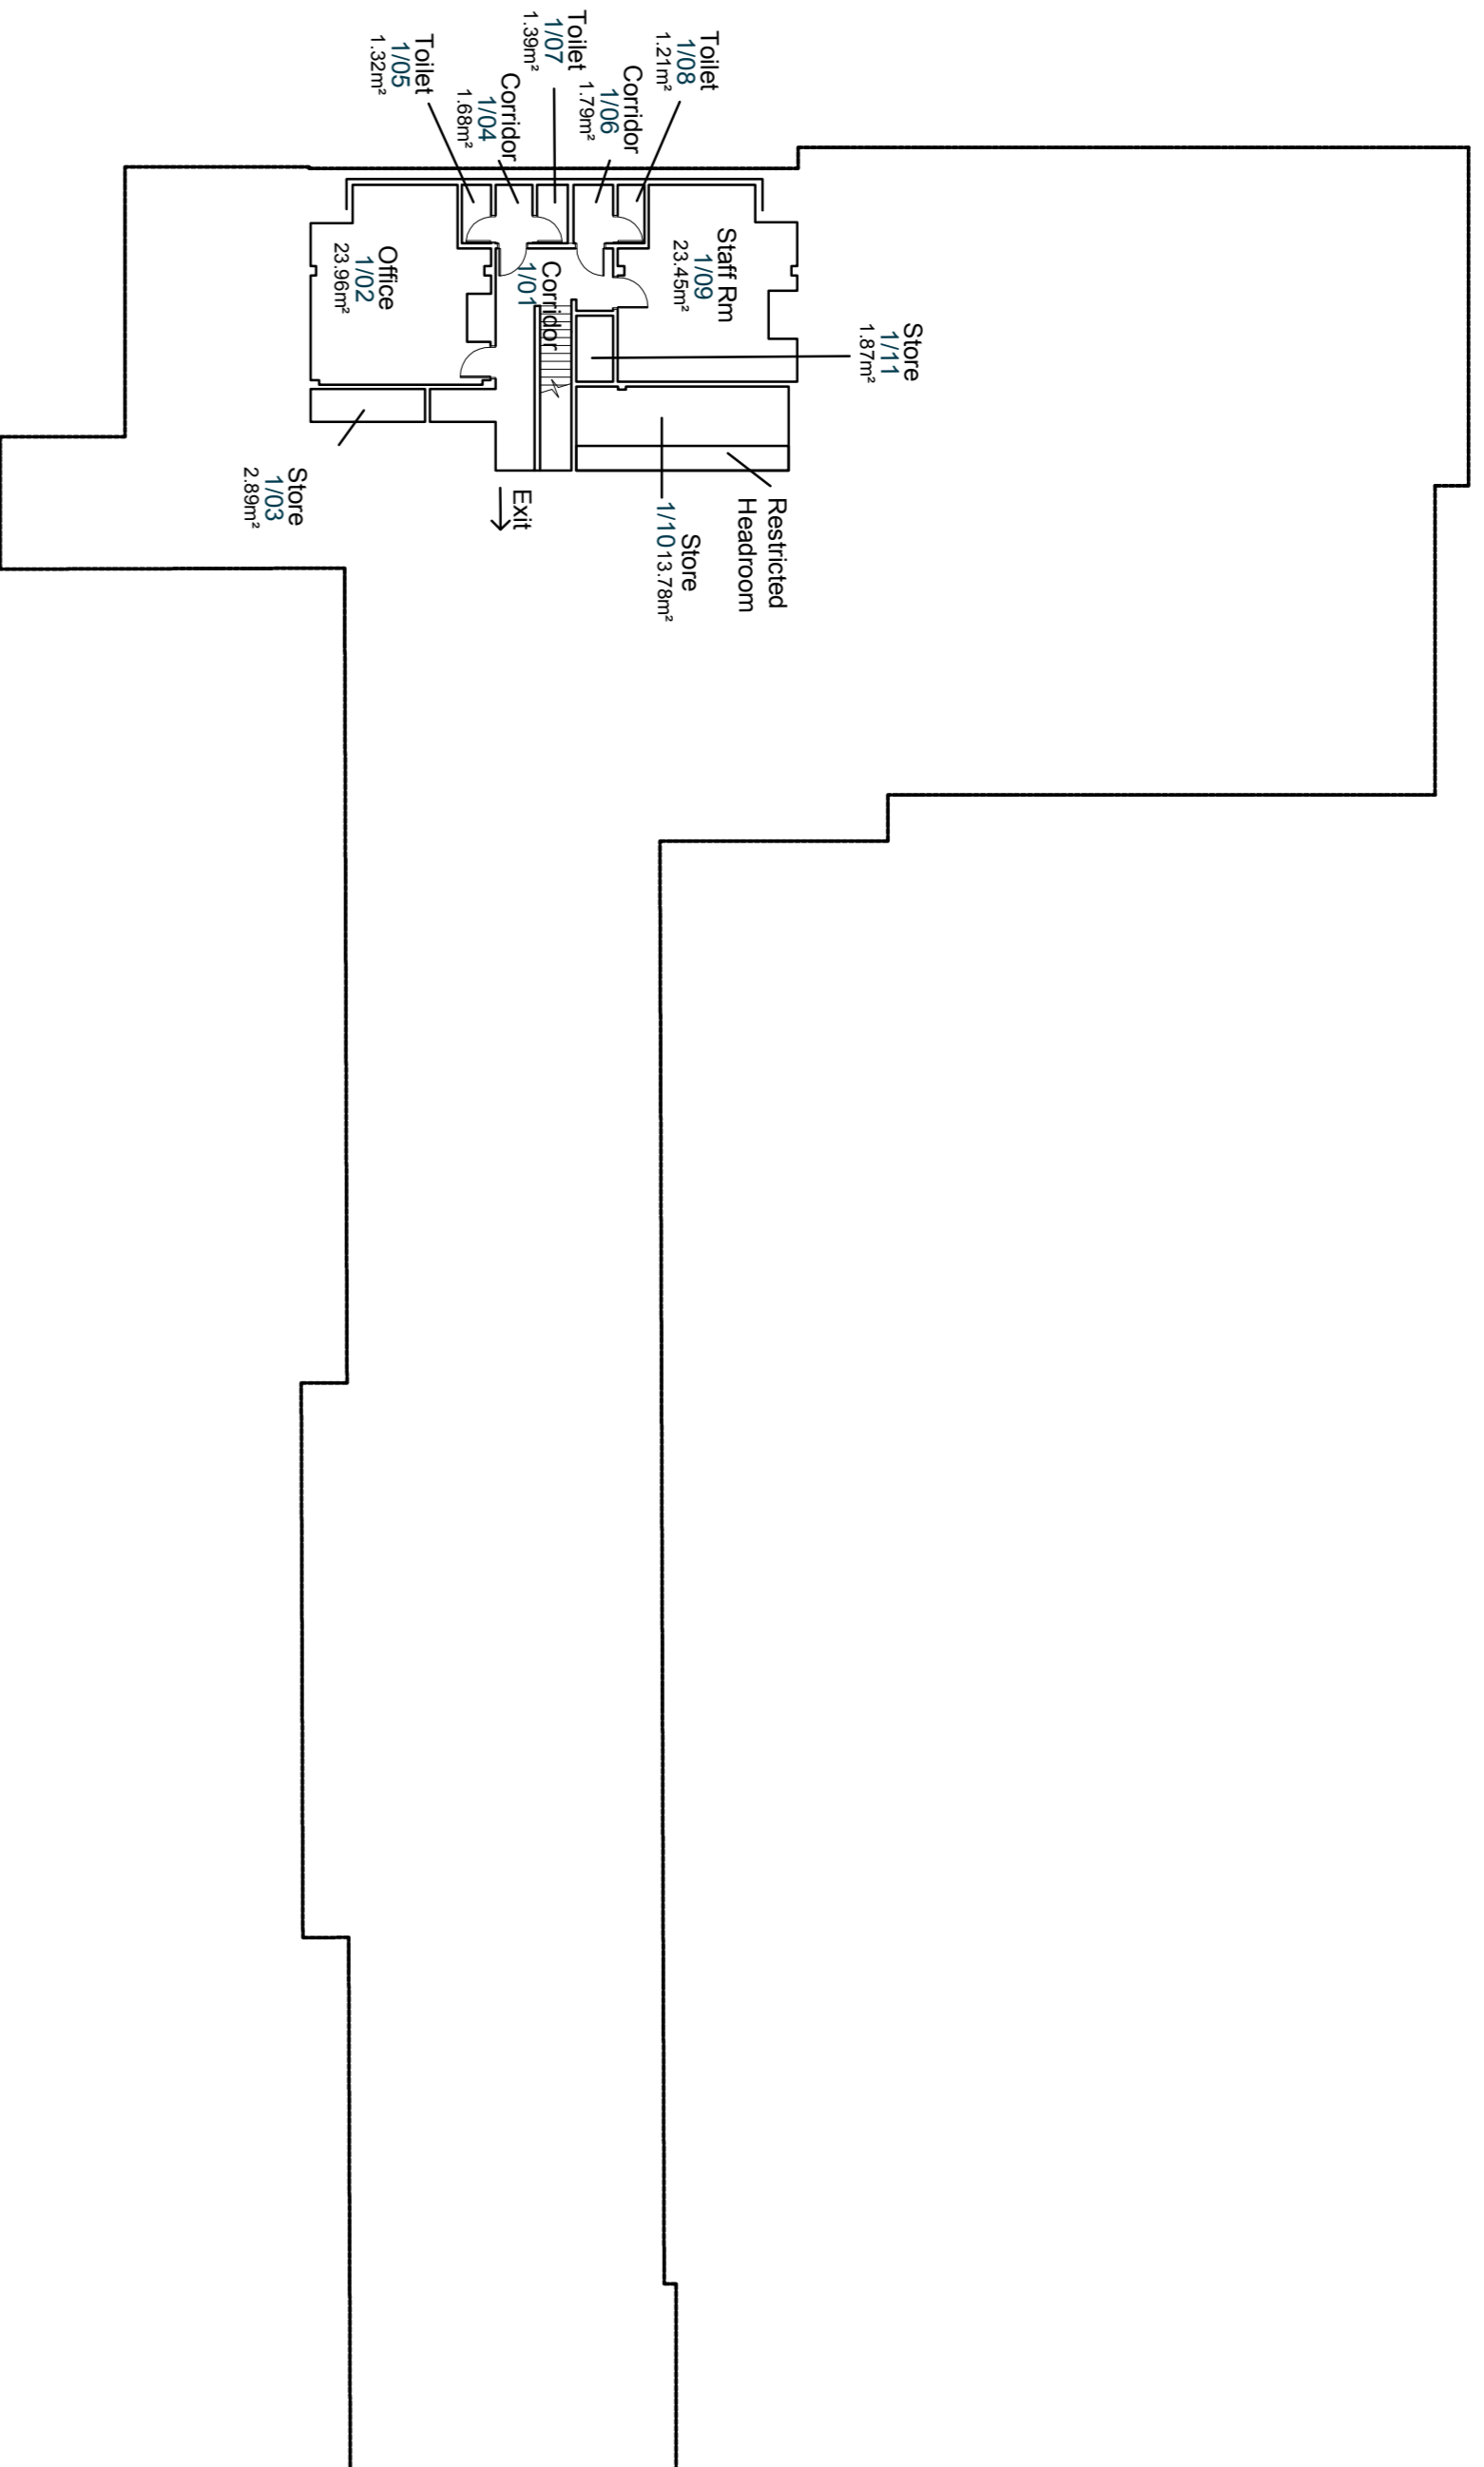 Toilet
1/08
1.21m²
Corridor
1/06
1.79m²
Toilet
1/07
1.39m²
Corridor
1/04
1.68m²
Toilet
1/05
1.32m²
Store
1/11
1.87m²
Staff Rm
1/09
23.45m²
Corridor
1/01
Office
1/02
23.96m²
Restricted
Headroom
Store
1/10 13.78m²
Exit
Store
1/03
2.89m²